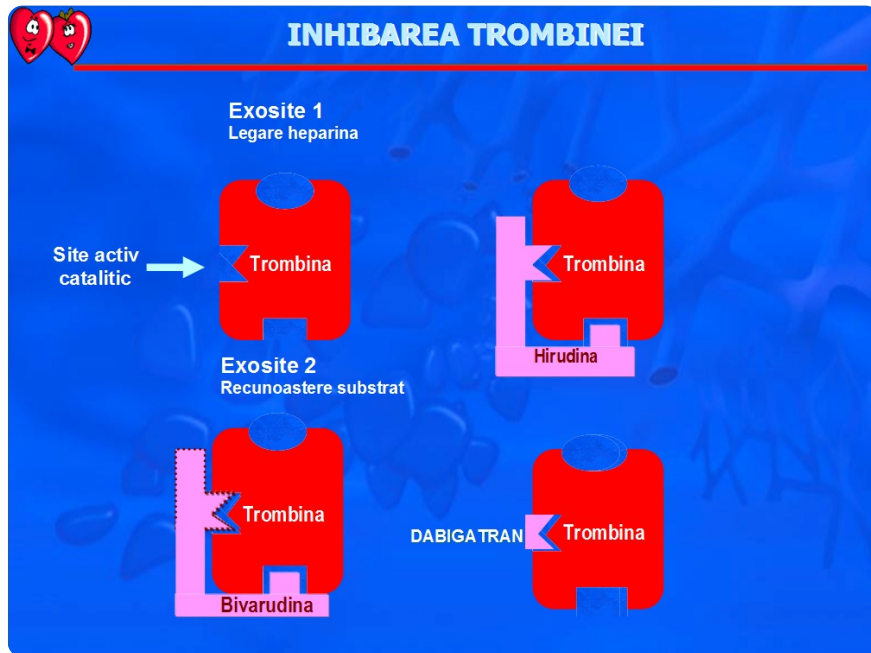 INHIBAREA TROMBINEI
Exosite 1
Legare heparina
Site activ
catalitic
Trombina
Trombina
Hirudina
Exosite 2
Recunoastere substrat
Trombina
Bivarudina
DABIGATRAN
Trombina